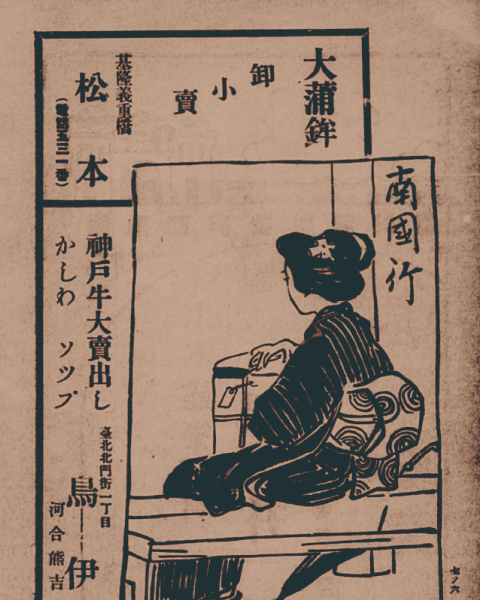 大蒲鉾
卸小賣
基隆義重橋
松本
(電話五三一番)
南國行
神戸牛大賣出し
かしわ ソツプ
臺北北門街一丁目
鳥伊
河合熊吉
七ノ六